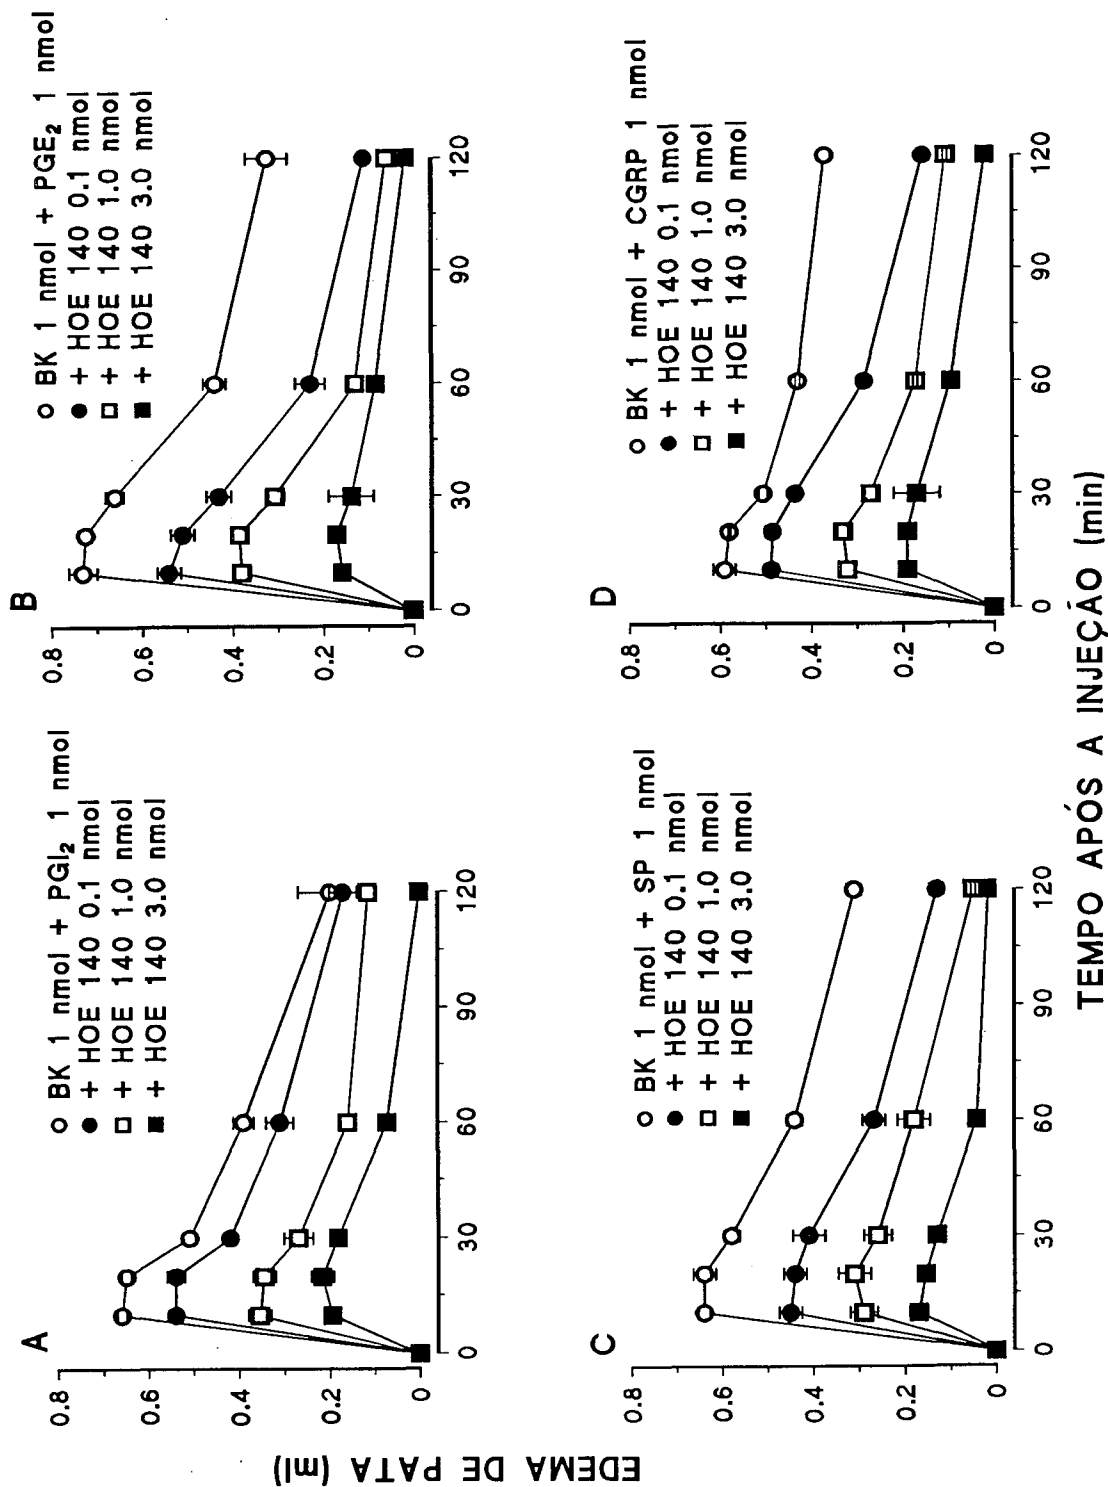 A
BK 1 nmol + PGI₂ 1 nmol
+ HOE 140 0.1 nmol
+ HOE 140 1.0 nmol
+ HOE 140 3.0 nmol
0.8
0.6
0.4
0.2
0
0 30 60 90 120
B
BK 1 nmol + PGE₂ 1 nmol
+ HOE 140 0.1 nmol
+ HOE 140 1.0 nmol
+ HOE 140 3.0 nmol
0.8
0.6
0.4
0.2
0
0 30 60 90 120
C
BK 1 nmol + SP 1 nmol
+ HOE 140 0.1 nmol
+ HOE 140 1.0 nmol
+ HOE 140 3.0 nmol
0.8
0.6
0.4
0.2
0
0 30 60 90 120
D
BK 1 nmol + CGRP 1 nmol
+ HOE 140 0.1 nmol
+ HOE 140 1.0 nmol
+ HOE 140 3.0 nmol
0.8
0.6
0.4
0.2
0
0 30 60 90 120
EDEMA DE PATA (ml)
TEMPO APÓS A INJEÇÃO (min)